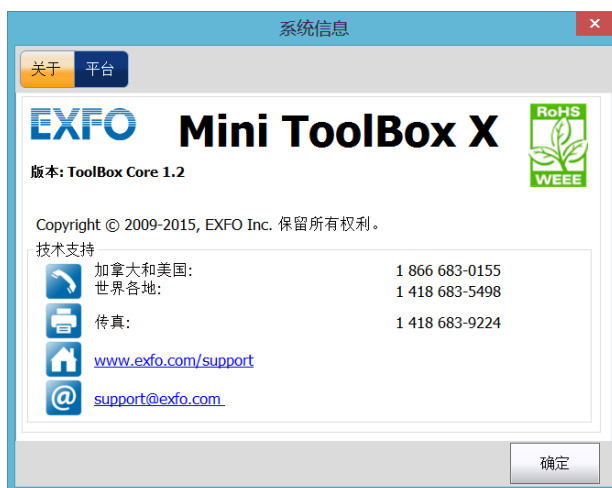 系统信息
关于 平台
EXFO Mini ToolBox X
RoHS
WEEE
版本: ToolBox Core 1.2
Copyright © 2009-2015, EXFO Inc. 保留所有权利。
技术支持
加拿大和美国: 1 866 683-0155
世界各地: 1 418 683-5498
传真: 1 418 683-9224
www.exfo.com/support
@ support@exfo.com
确定